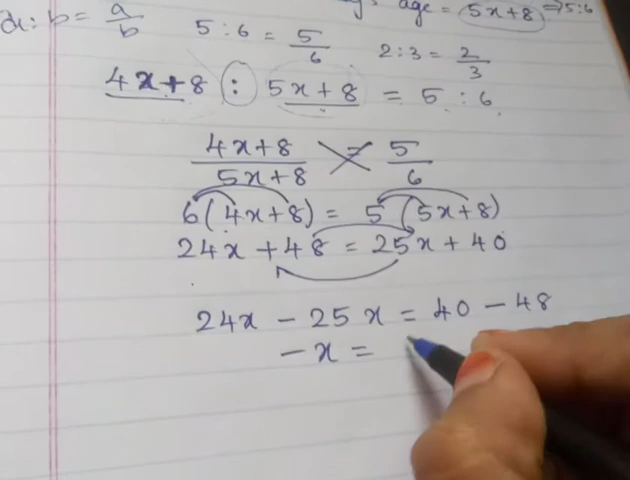 age = (5x+8) ⇒ 5:6
a : b = a/b 5 : 6 = 5/6 2 : 3 = 2/3
4x+8 : 5x+8 = 5 : 6
4x+8/5x+8 = 5/6
6(4x+8) = 5(5x+8)
24x + 48 = 25x + 40
24x - 25x = 40 - 48
-x =